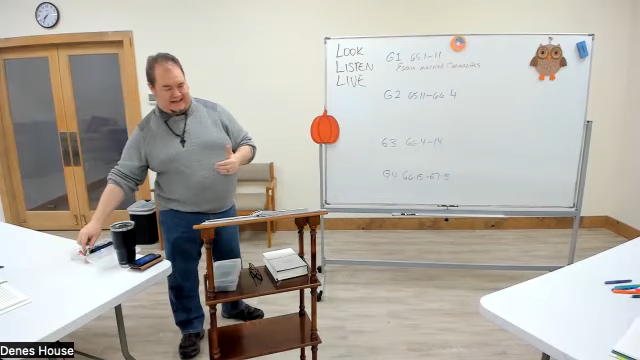 LOOK
LISTEN
LIVE
G1 65.1-11
G2 65.11-66.4
G3 66.4-14
G4 66.15-67.5
Denes House